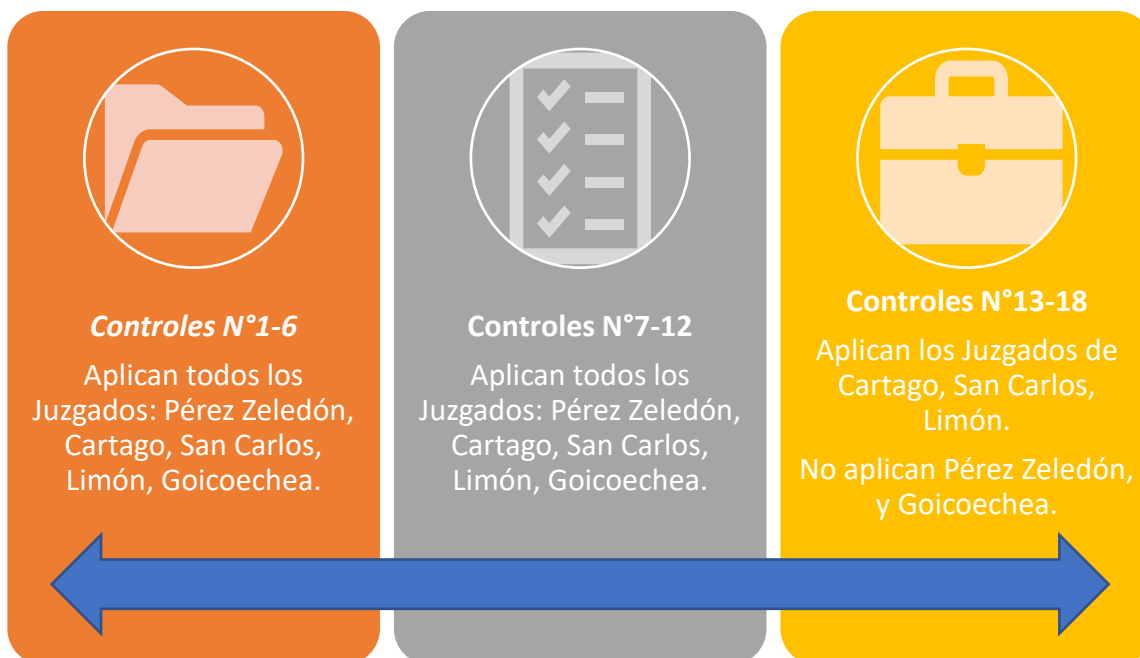 Controles N°1-6
Aplican todos los
Juzgados: Pérez Zeledón,
Cartago, San Carlos,
Limón, Goicoechea.
Controles N°7-12
Aplican todos los
Juzgados: Pérez Zeledón,
Cartago, San Carlos,
Limón, Goicoechea.
Controles N°13-18
Aplican los Juzgados de
Cartago, San Carlos,
Limón.
No aplican Pérez Zeledón,
y Goicoechea.